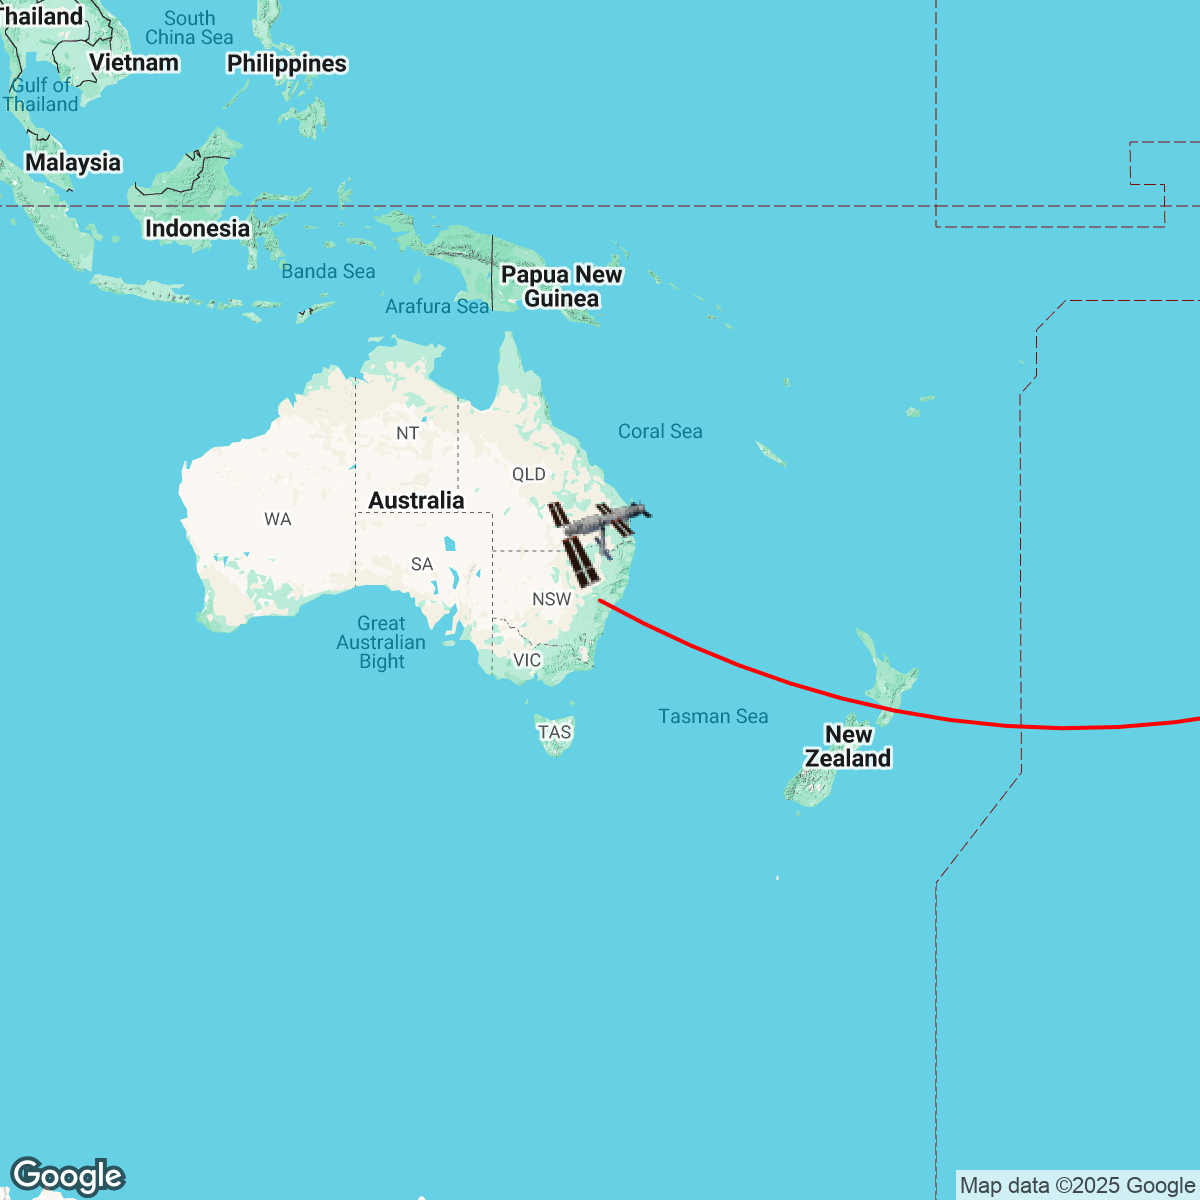 Thailand
South
China Sea
Vietnam
Philippines
Gulf of
Thailand
Malaysia
Indonesia
Banda Sea
Papua New
Guinea
Arafura Sea
NT
Coral Sea
QLD
Australia
WA
SA
NSW
Great
Australian
Bight
VIC
Tasman Sea
TAS
New
Zealand
Google
Map data ©2025 Google